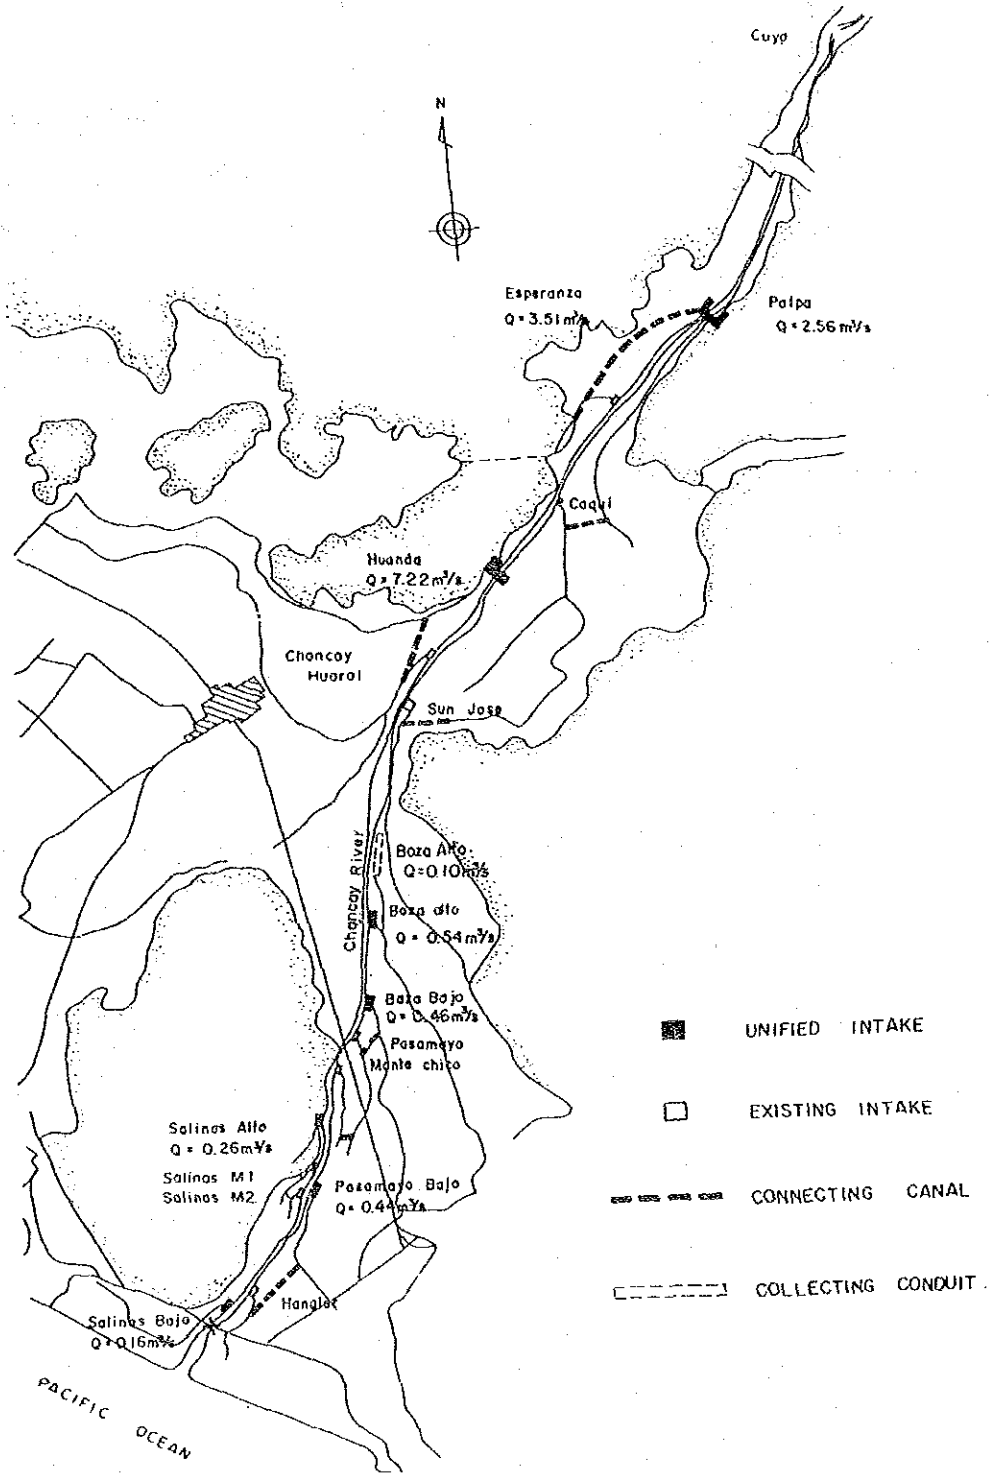 Cuyo
N
Esperanza
Q = 3.51 m³/s
Palpa
Q = 2.56 m³/s
Caqui
Huanda
Q = 7.22 m³/s
Chancay
Huaral
Sun Jose
Chancay River
Boza Alto
Q=0.10 m³/s
Boza alto
Q = 0.54 m³/s
Boza Bajo
Q = 0.46 m³/s
Pasamayo
Monte chico
Salinas Alto
Q = 0.26 m³/s
Salinas M1
Salinas M2
Pasamayo Bajo
Q = 0.44 m³/s
Salinas Bajo
Q = 0.16 m³/s
PACIFIC OCEAN
UNIFIED INTAKE
EXISTING INTAKE
CONNECTING CANAL
COLLECTING CONDUIT.